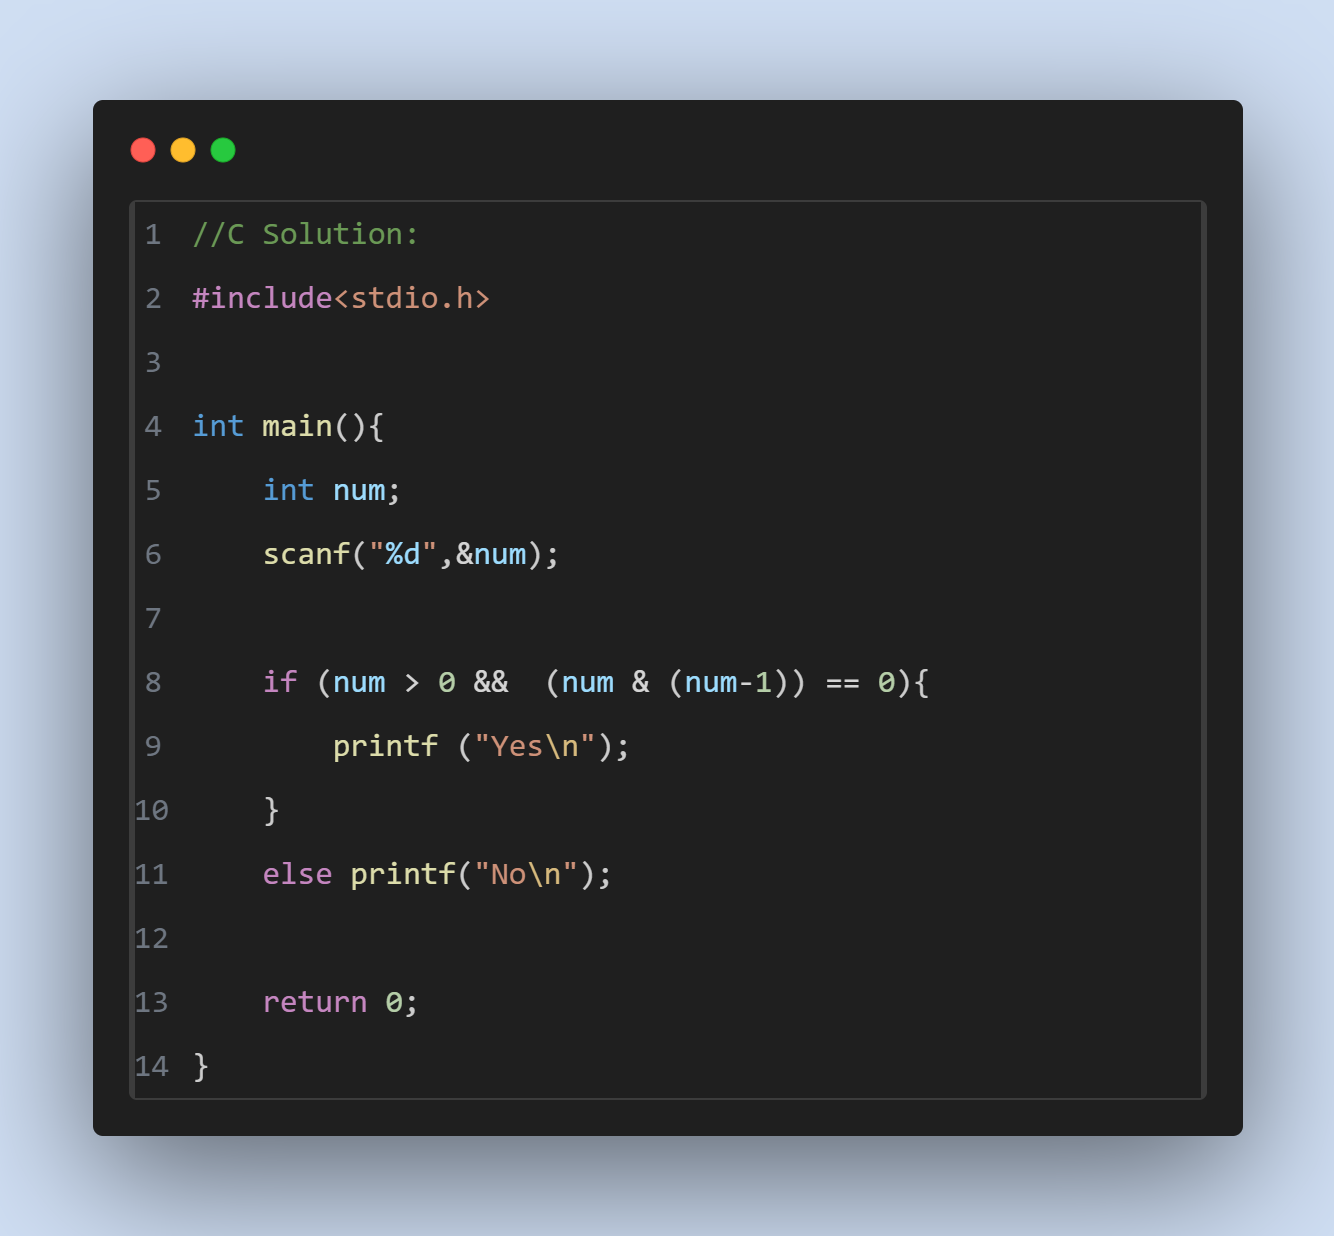 1 //C Solution:
2 #include<stdio.h>
3
4 int main(){
5     int num;
6     scanf("%d",&num);
7
8     if (num > 0 &&  (num & (num-1)) == 0){
9         printf ("Yes\n");
10     }
11     else printf("No\n");
12
13     return 0;
14 }